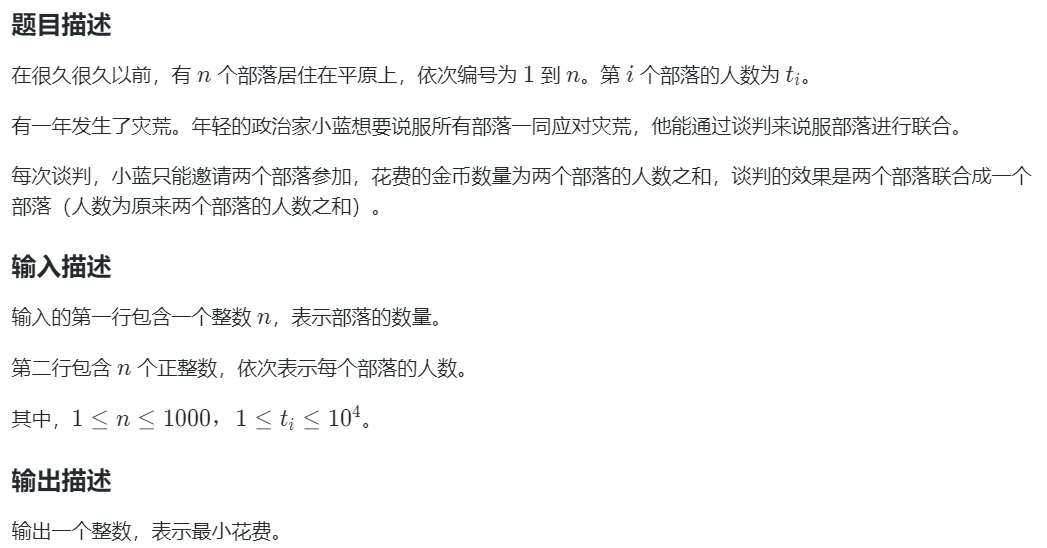 题目描述
在很久很久以前，有 n 个部落居住在平原上，依次编号为 1 到 n。第 i 个部落的人数为 tᵢ。
有一年发生了灾荒。年轻的政治家小蓝想要说服所有部落一同应对灾荒，他能通过谈判来说服部落进行联合。
每次谈判，小蓝只能邀请两个部落参加，花费的金币数量为两个部落的人数之和，谈判的效果是两个部落联合成一个
部落（人数为原来两个部落的人数之和）。
输入描述
输入的第一行包含一个整数 n，表示部落的数量。
第二行包含 n 个正整数，依次表示每个部落的人数。
其中，1 ≤ n ≤ 1000，1 ≤ tᵢ ≤ 10⁴。
输出描述
输出一个整数，表示最小花费。